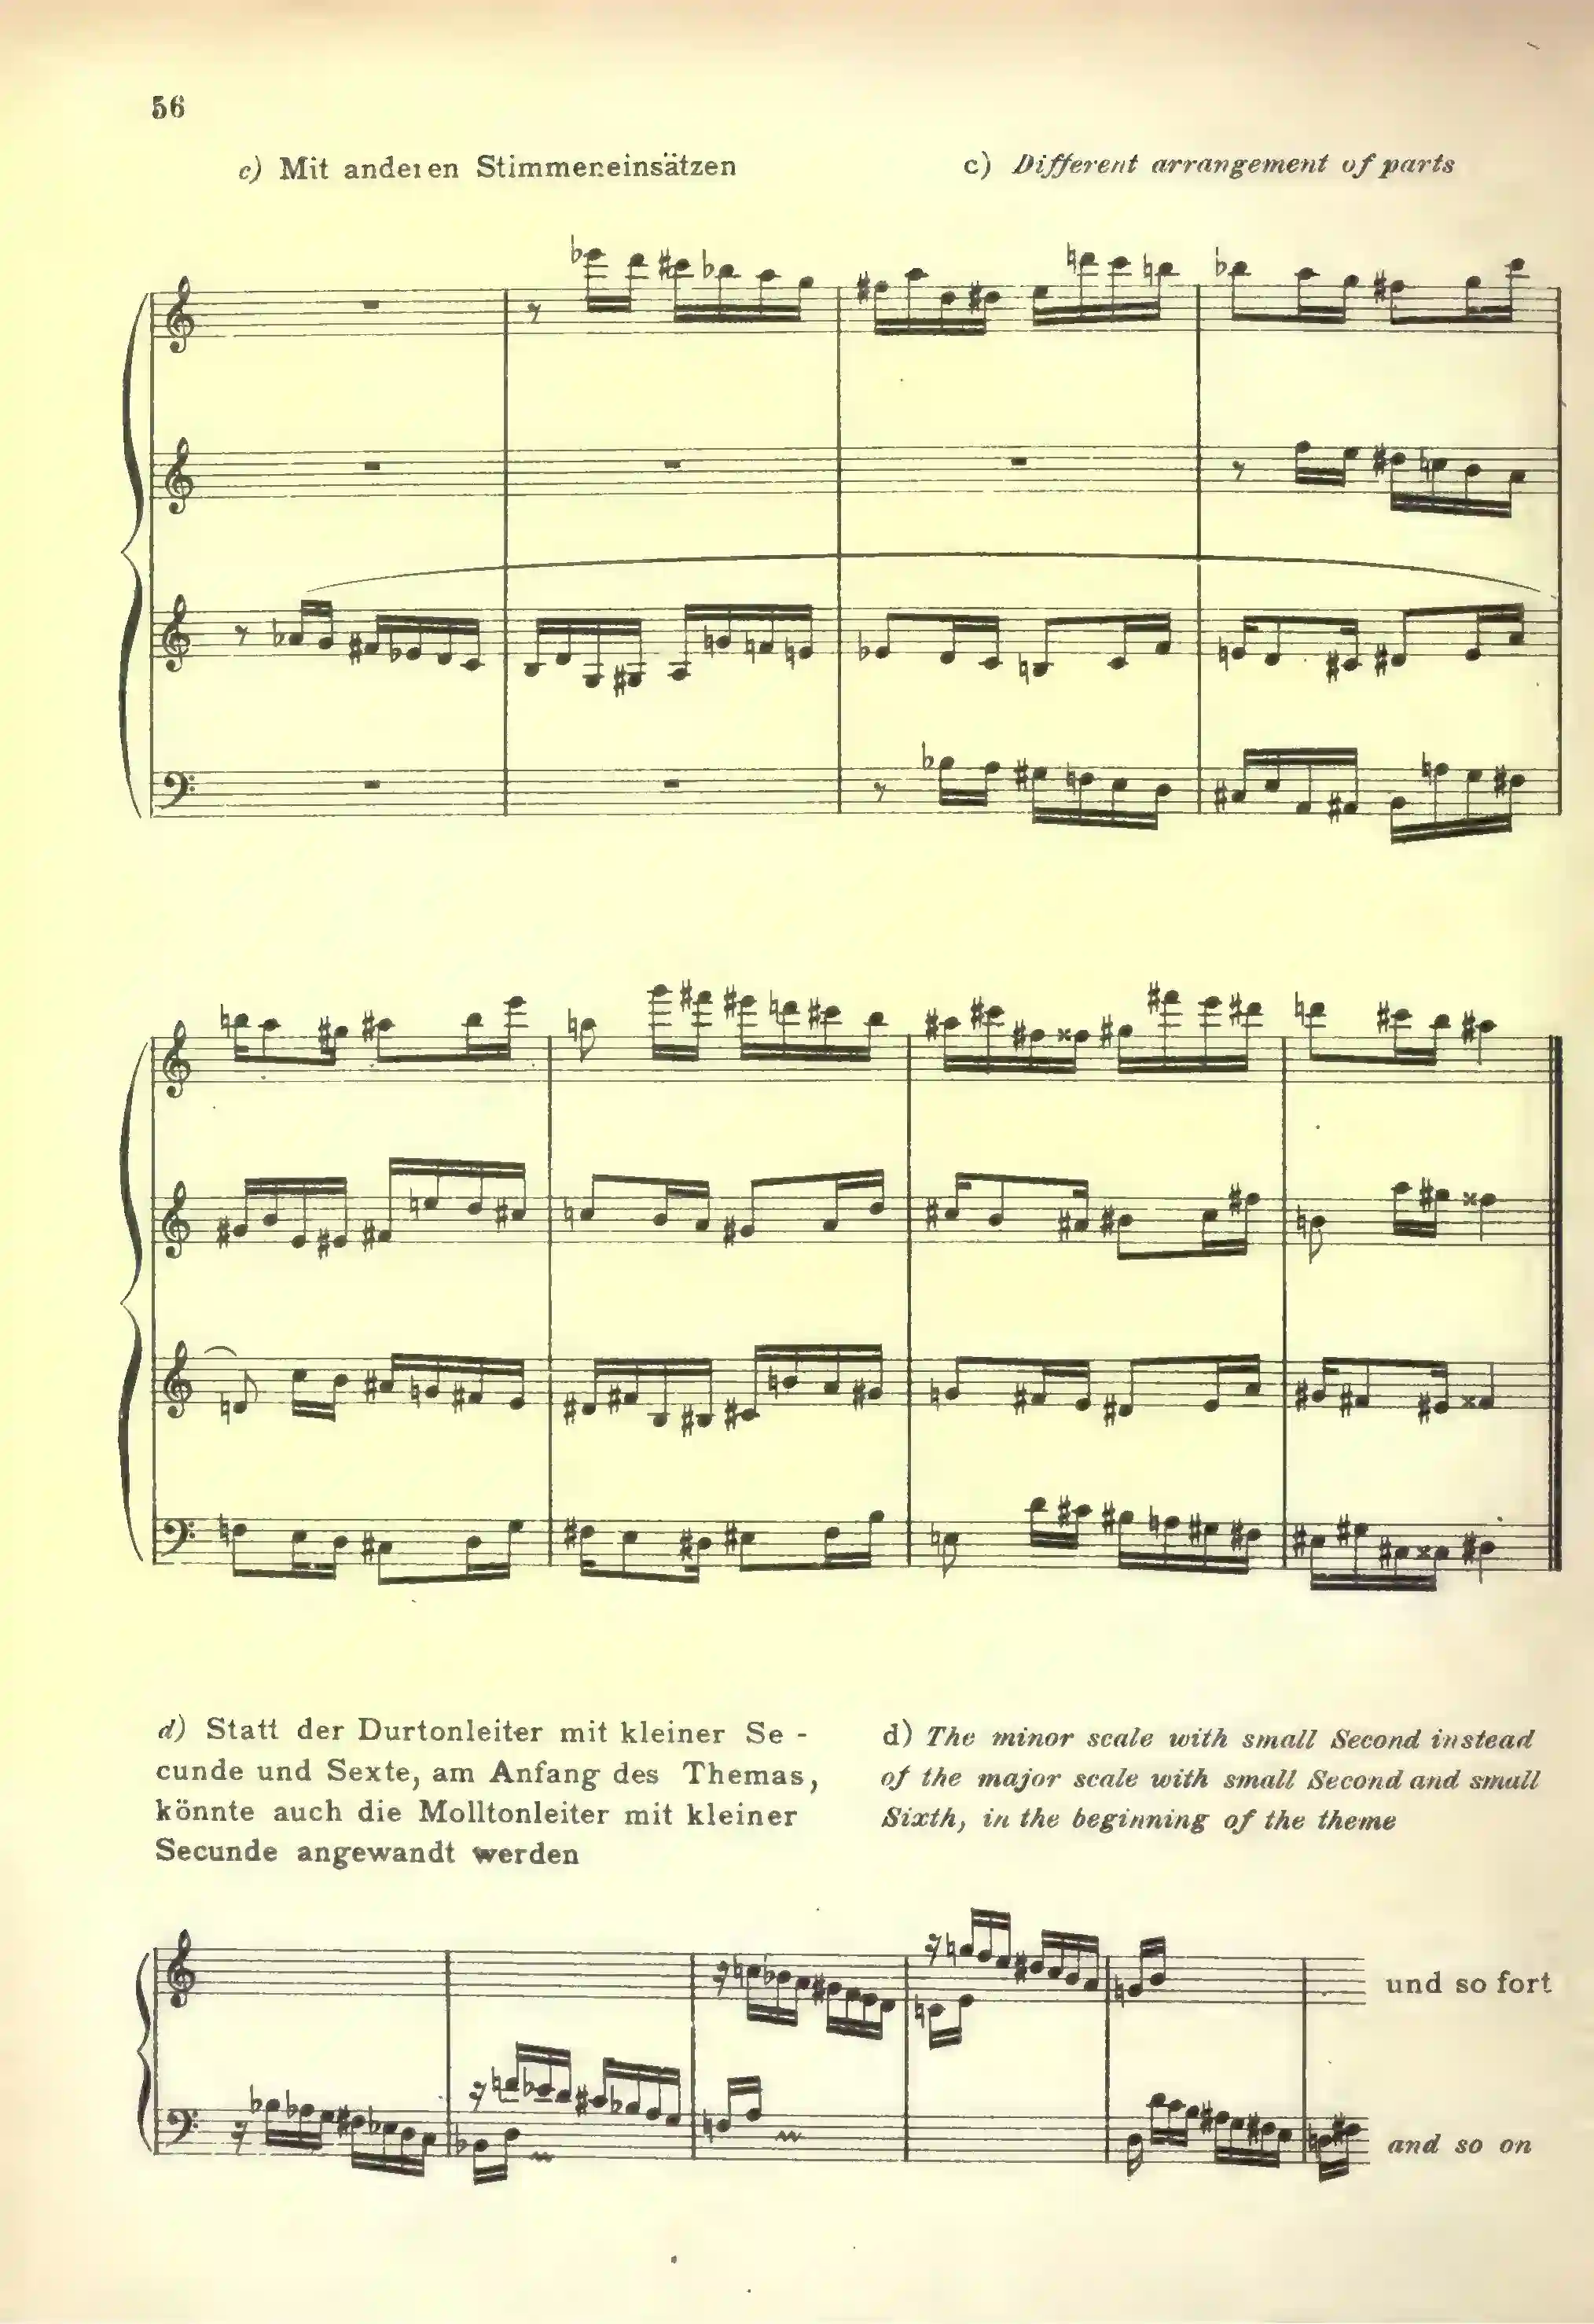 56
c) Mit anderen Stimmeneinsätzen
c) Different arrangement of parts
d) Statt der Durtonleiter mit kleiner Se -
cunde und Sexte, am Anfang des Themas,
könnte auch die Molltonleiter mit kleiner
Secunde angewandt werden
d) The minor scale with small Second instead
of the major scale with small Second and small
Sixth, in the beginning of the theme
und so fort
and so on